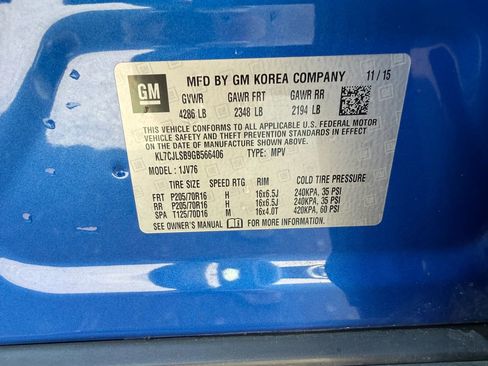 GM
MFD BY GM KOREA COMPANY 11/15
GVWR GAWR FRT GAWR RR
4286 LB 2348 LB 2194 LB
THIS VEHICLE CONFORMS TO ALL APPLICABLE U.S. FEDERAL MOTOR
VEHICLE SAFETY AND THEFT PREVENTION STANDARDS IN EFFECT ON THE
DATE OF MANUFACTURE SHOWN ABOVE.
KL7CJLSB9GB566406 TYPE: MPV
MODEL: 1JV76
TIRE SIZE SPEED RTG RIM COLD TIRE PRESSURE
FRT P205/70R16 H 16x6.5J 240KPA, 35 PSI
RR P205/70R16 H 16x6.5J 240KPA, 35 PSI
SPA T125/70D16 M 16x4.0T 420KPA, 60 PSI
SEE OWNER'S MANUAL FOR MORE INFORMATION.